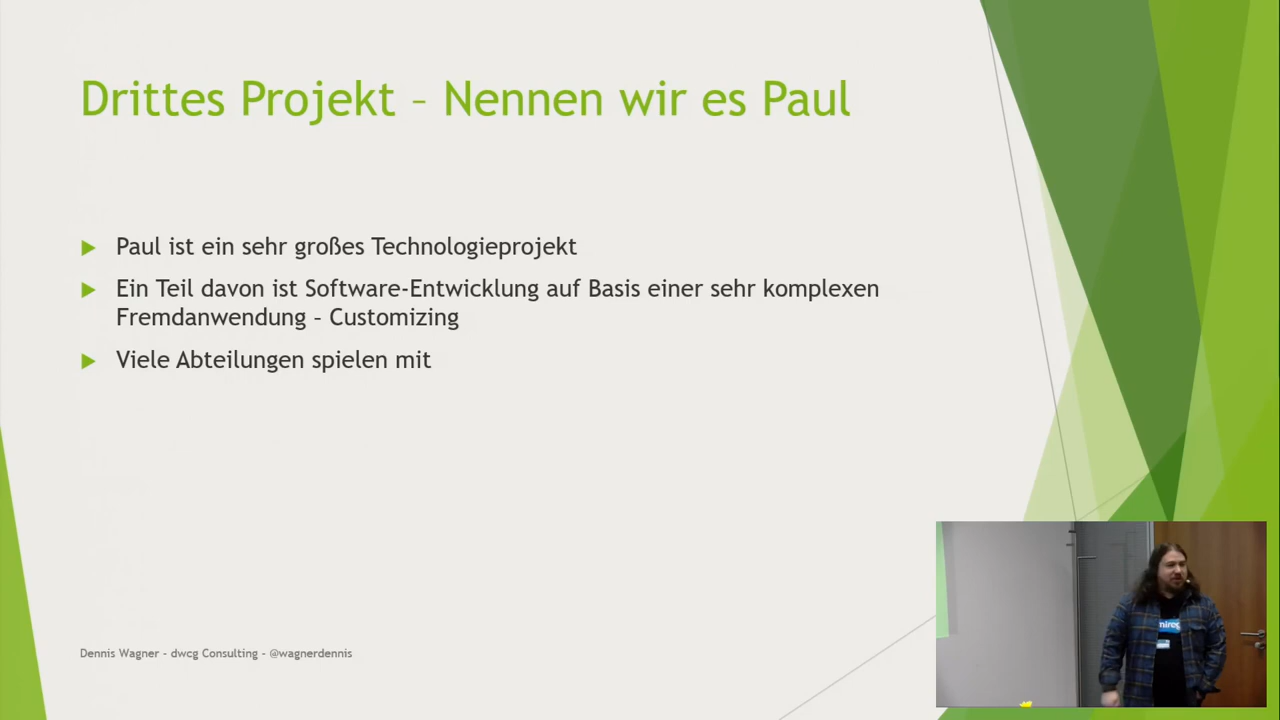 Drittes Projekt – Nennen wir es Paul
Paul ist ein sehr großes Technologieprojekt
Ein Teil davon ist Software-Entwicklung auf Basis einer sehr komplexen
Fremdanwendung – Customizing
Viele Abteilungen spielen mit
Dennis Wagner – dwcg Consulting - @wagnerdennis